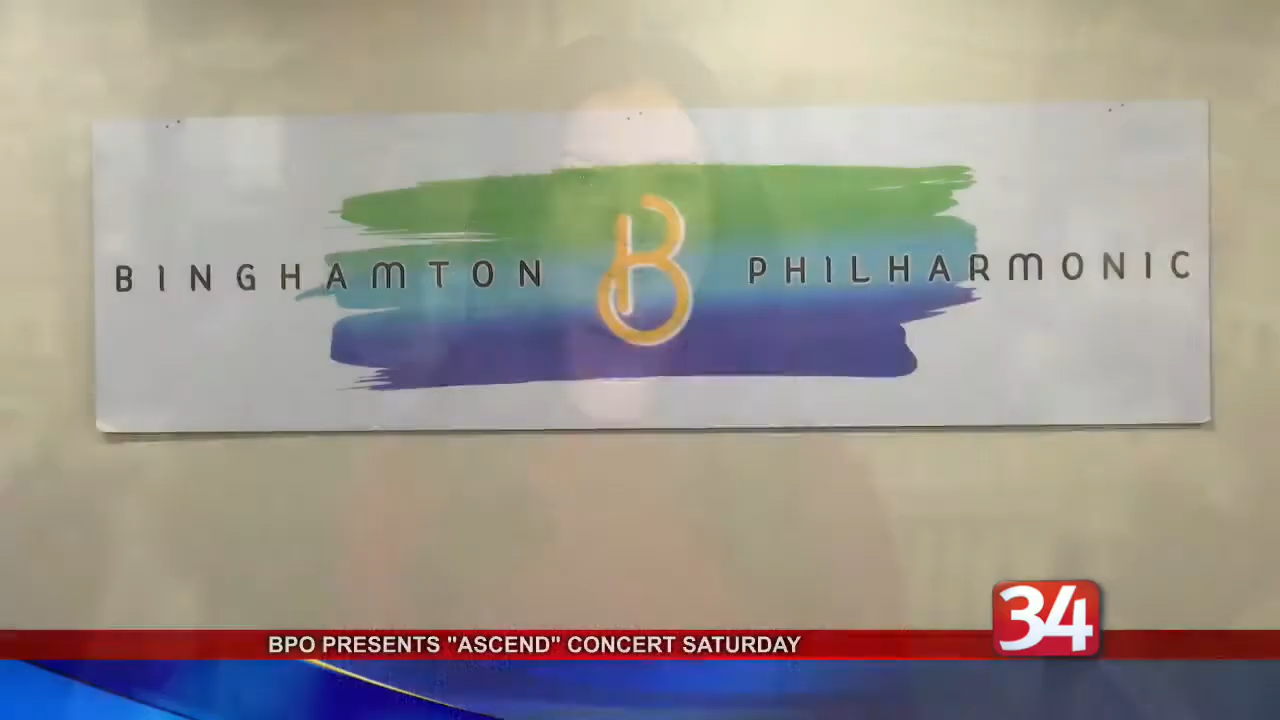 BINGHAMTON B PHILHARMONIC
34
BPO PRESENTS "ASCEND" CONCERT SATURDAY